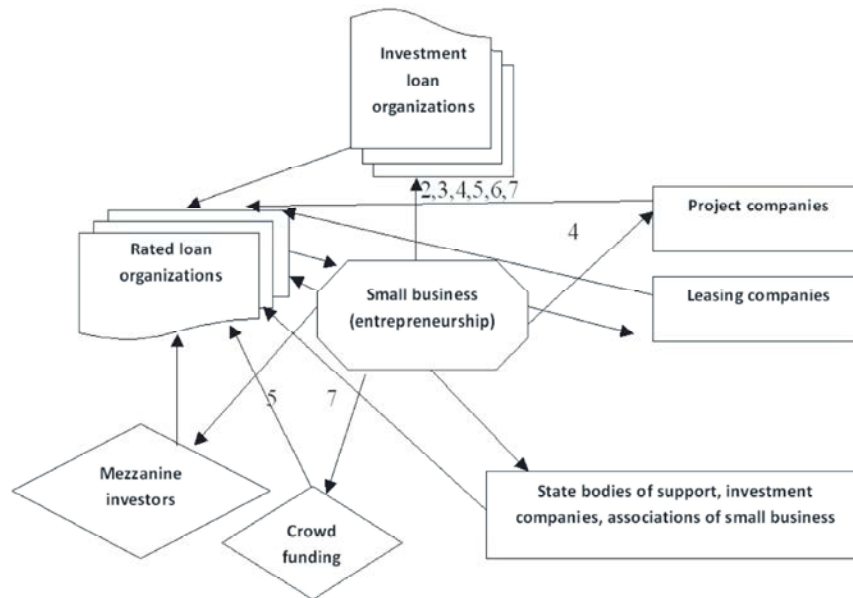 Investment
loan
organizations
2,3,4,5,6,7
Project companies
4
Rated loan
organizations
Small business
(entrepreneurship)
Leasing companies
5
7
Mezzanine
investors
State bodies of support, investment
companies, associations of small business
Crowd
funding